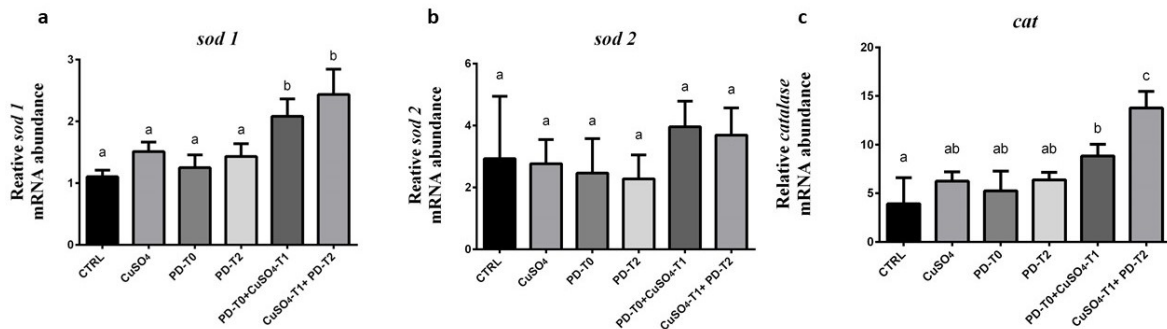 a
sod 1
Reative sod 1
mRNA abundance
3
2
1
0
a
a
a
a
b
b
CTRL
CuSO₄
PD-T0
PD-T2
PD-T0+CuSO₄-T1
CuSO₄-T1+ PD-T2
b
sod 2
Reative sod 2
mRNA abundance
6
4
2
0
a
a
a
a
a
a
CTRL
CuSO₄
PD-T0
PD-T2
PD-T0+CuSO₄-T1
CuSO₄-T1+ PD-T2
c
cat
Relative catalase
mRNA abundance
20
15
10
5
0
a
ab
ab
ab
b
c
CTRL
CuSO₄
PD-T0
PD-T2
PD-T0+CuSO₄-T1
CuSO₄-T1+ PD-T2